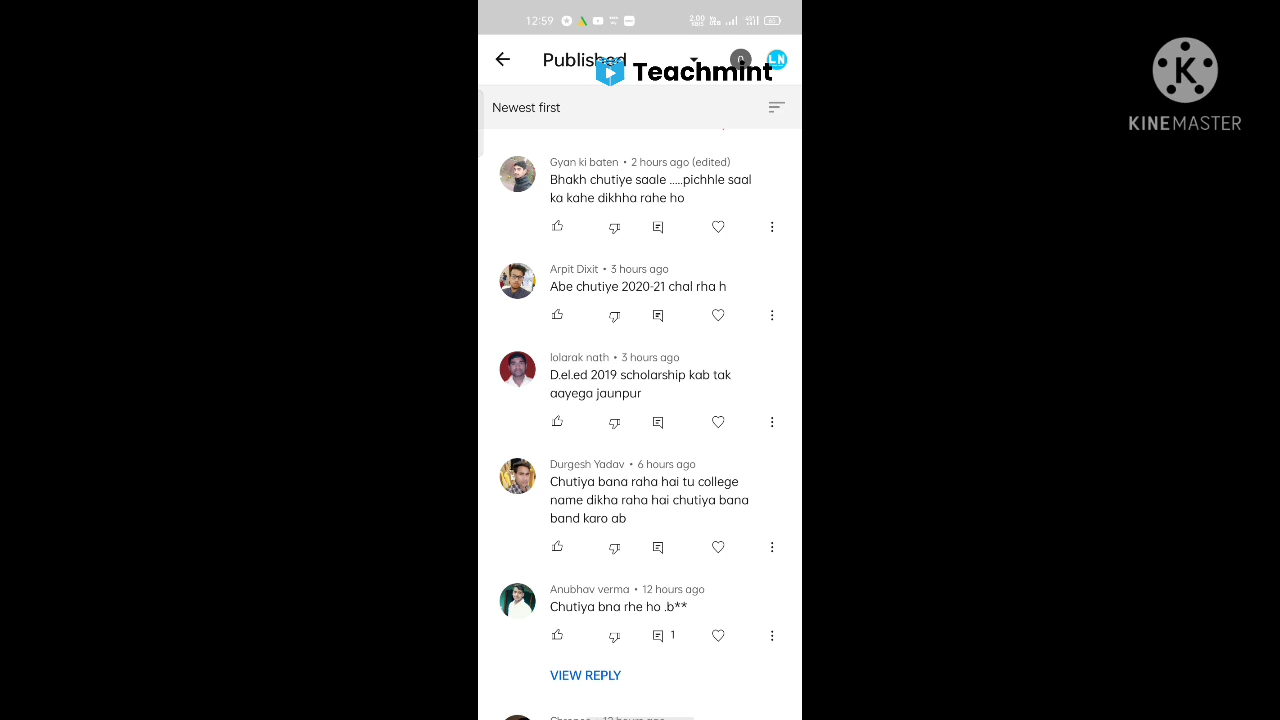 12:59
Published
LN
Teachmint
KINEMASTER
Newest first
Gyan ki baten • 2 hours ago (edited)
Bhakh chutiye saale .....pichhle saal
ka kahe dikhha rahe ho
Arpit Dixit • 3 hours ago
Abe chutiye 2020-21 chal rha h
lolarak nath • 3 hours ago
D.el.ed 2019 scholarship kab tak
aayega jaunpur
Durgesh Yadav • 6 hours ago
Chutiya bana raha hai tu college
name dikha raha hai chutiya bana
band karo ab
Anubhav verma • 12 hours ago
Chutiya bna rhe ho .b**
1
VIEW REPLY